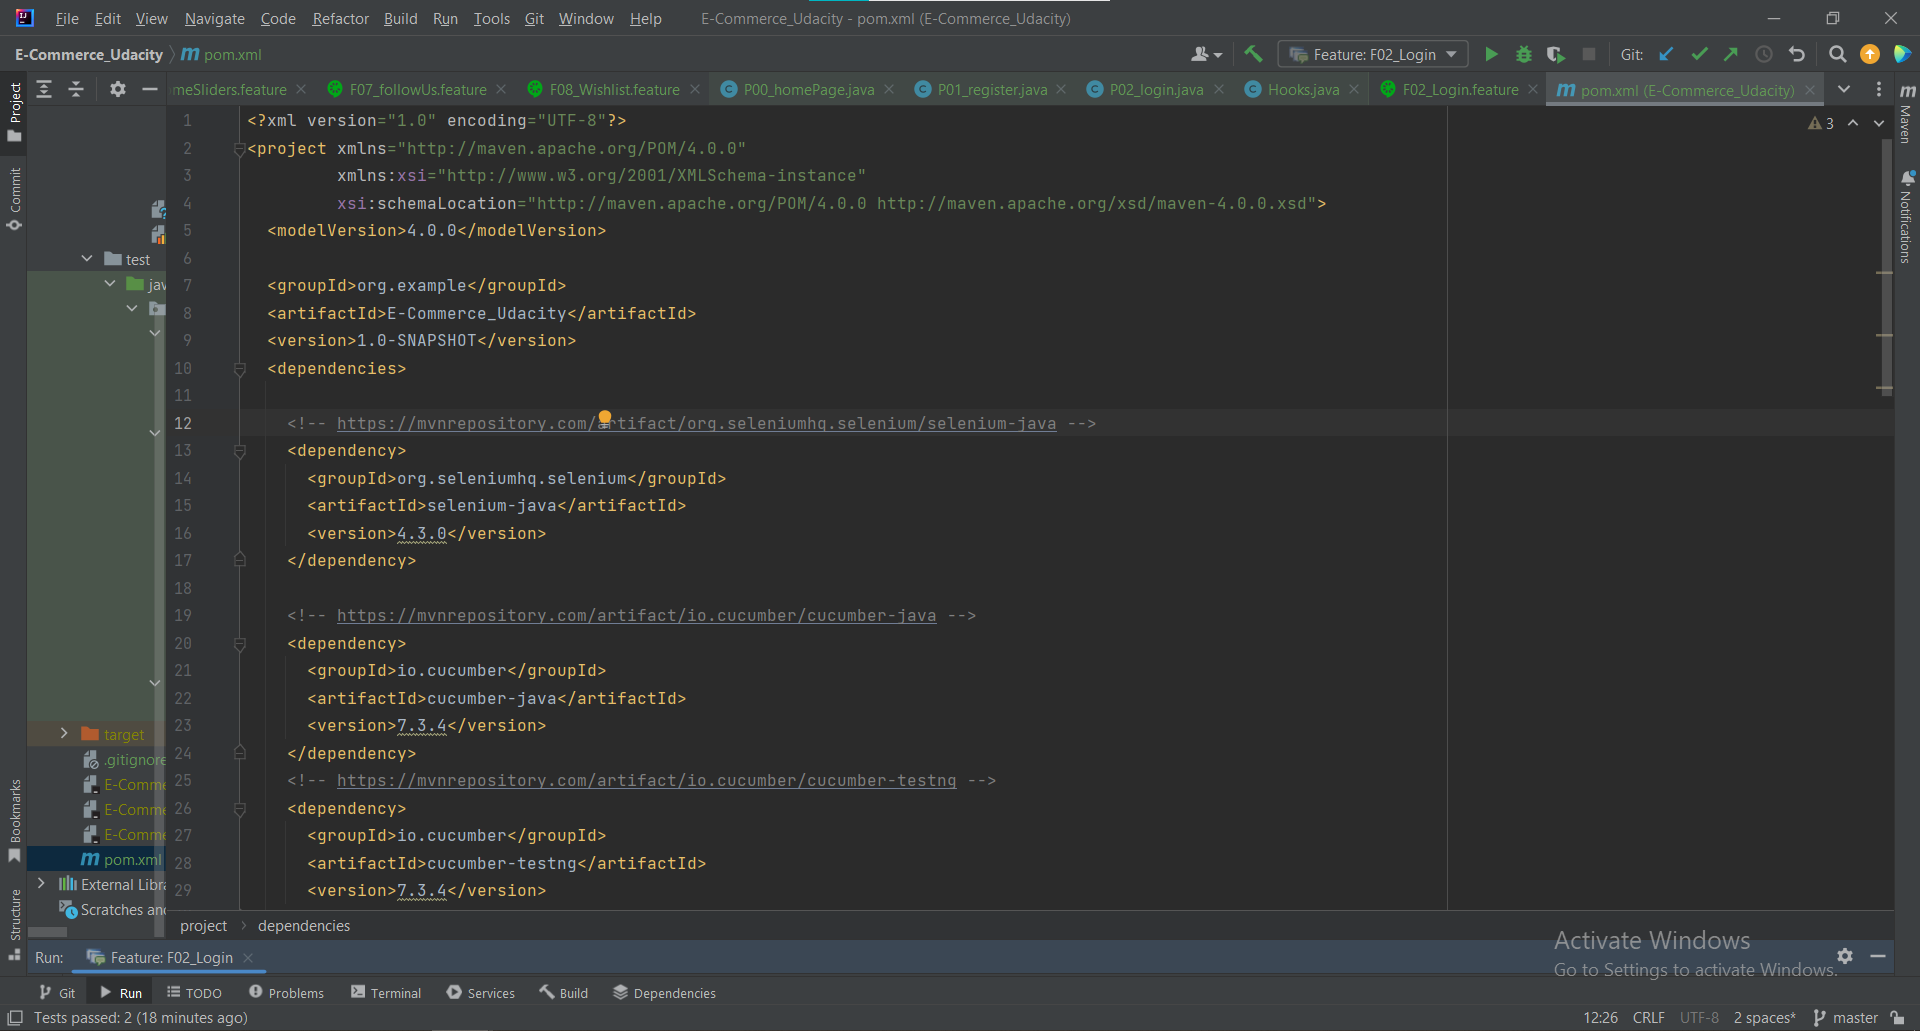 File Edit View Navigate Code Refactor Build Run Tools Git Window Help E-Commerce_Udacity - pom.xml (E-Commerce_Udacity)
E-Commerce_Udacity pom.xml Feature: F02_Login Git:
meSliders.feature F07_followUs.feature F08_Wishlist.feature P00_homePage.java P01_register.java P02_login.java Hooks.java F02_Login.feature pom.xml (E-Commerce_Udacity)
Project
Commit
Bookmarks
Structure
test
jav
target
.gitignore
E-Comme
E-Comme
E-Comme
pom.xml
External Libra
Scratches and
1 <?xml version="1.0" encoding="UTF-8"?>
2 <project xmlns="http://maven.apache.org/POM/4.0.0"
3 xmlns:xsi="http://www.w3.org/2001/XMLSchema-instance"
4 xsi:schemaLocation="http://maven.apache.org/POM/4.0.0 http://maven.apache.org/xsd/maven-4.0.0.xsd">
5 <modelVersion>4.0.0</modelVersion>
6
7 <groupId>org.example</groupId>
8 <artifactId>E-Commerce_Udacity</artifactId>
9 <version>1.0-SNAPSHOT</version>
10 <dependencies>
11
12 <!-- https://mvnrepository.com/artifact/org.seleniumhq.selenium/selenium-java -->
13 <dependency>
14 <groupId>org.seleniumhq.selenium</groupId>
15 <artifactId>selenium-java</artifactId>
16 <version>4.3.0</version>
17 </dependency>
18
19 <!-- https://mvnrepository.com/artifact/io.cucumber/cucumber-java -->
20 <dependency>
21 <groupId>io.cucumber</groupId>
22 <artifactId>cucumber-java</artifactId>
23 <version>7.3.4</version>
24 </dependency>
25 <!-- https://mvnrepository.com/artifact/io.cucumber/cucumber-testng -->
26 <dependency>
27 <groupId>io.cucumber</groupId>
28 <artifactId>cucumber-testng</artifactId>
29 <version>7.3.4</version>
3
Maven
Notifications
project dependencies
Activate Windows
Go to Settings to activate Windows.
Run: Feature: F02_Login
Git Run TODO Problems Terminal Services Build Dependencies
Tests passed: 2 (18 minutes ago) 12:26 CRLF UTF-8 2 spaces* master